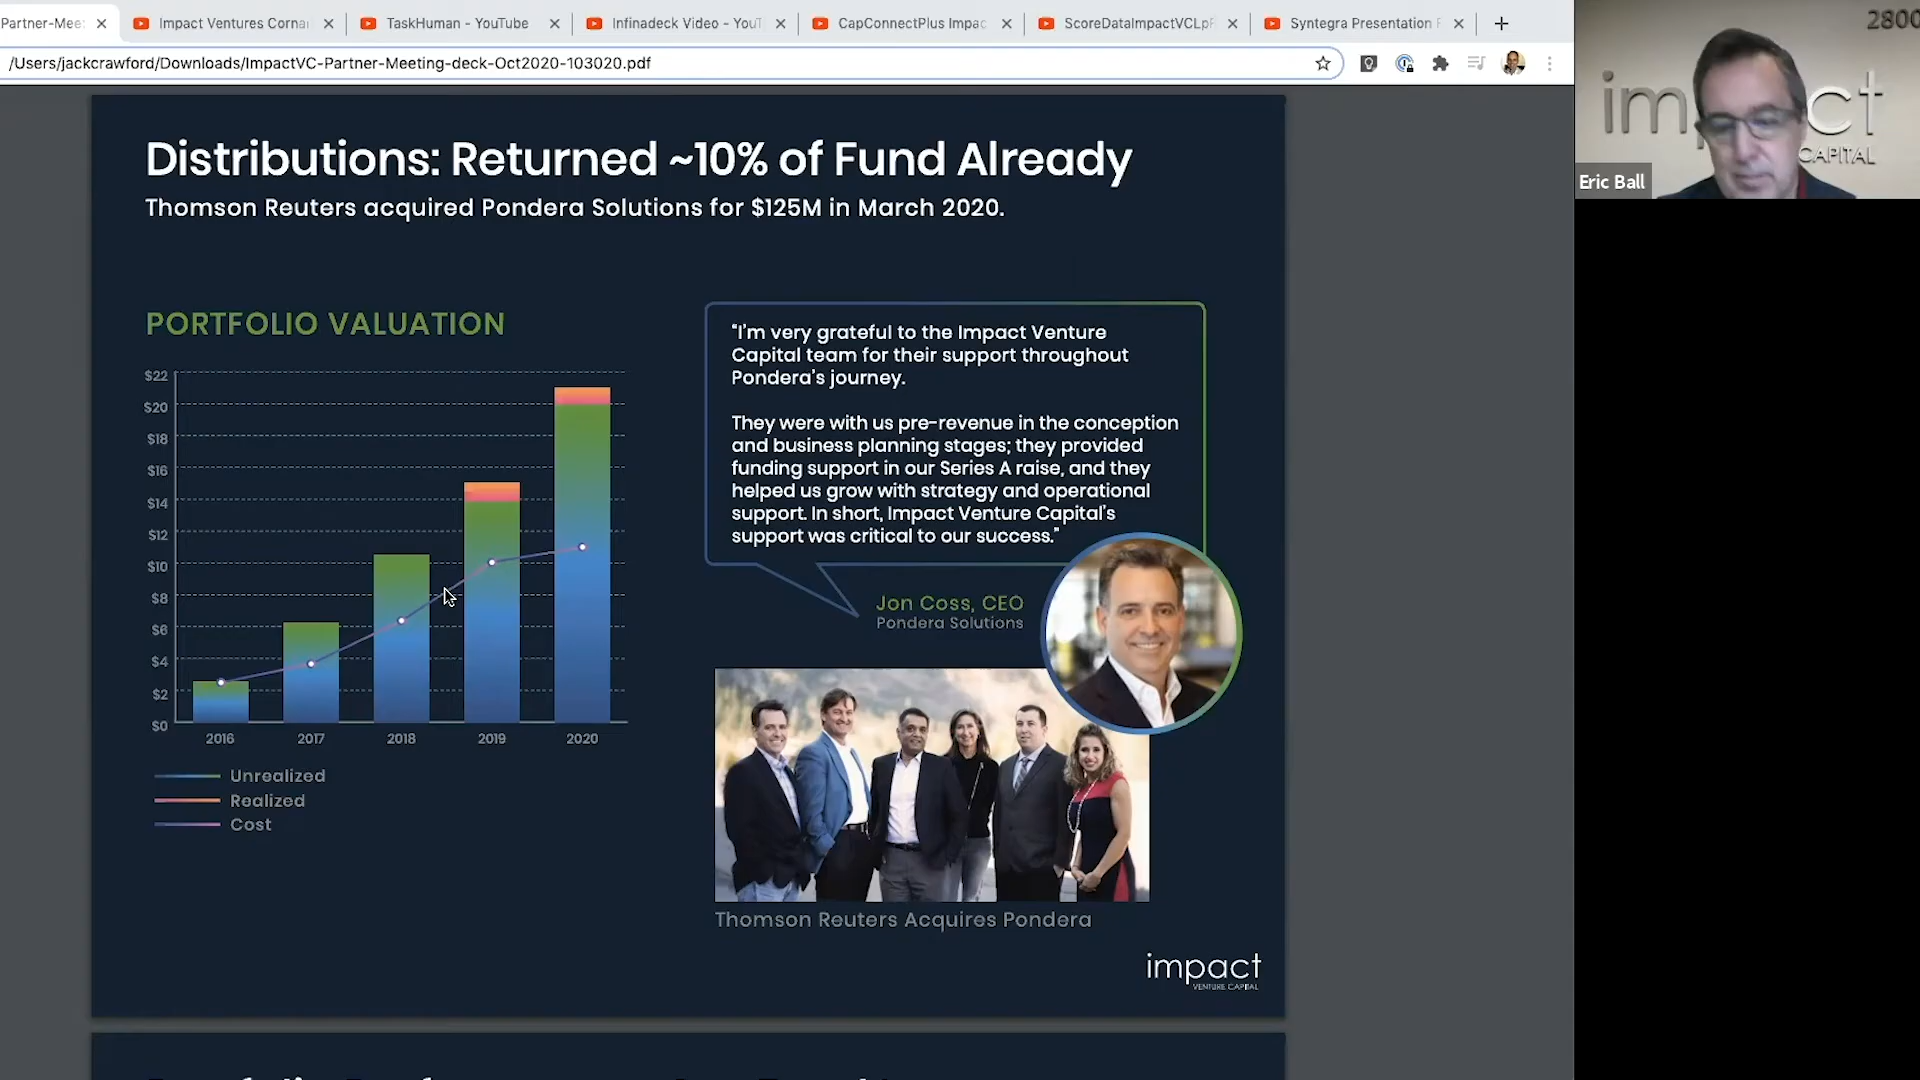 Partner-Mee
Impact Ventures Corna
TaskHuman - YouTube
Infinadeck Video - YouT
CapConnectPlus Impac
ScoreDataImpactVCLpP
Syntegra Presentation
/Users/jackcrawford/Downloads/ImpactVC-Partner-Meeting-deck-Oct2020-103020.pdf
Distributions: Returned ~10% of Fund Already
Thomson Reuters acquired Pondera Solutions for $125M in March 2020.
PORTFOLIO VALUATION
$22
$20
$18
$16
$14
$12
$10
$8
$6
$4
$2
$0
2016 2017 2018 2019 2020
Unrealized
Realized
Cost
“I’m very grateful to the Impact Venture
Capital team for their support throughout
Pondera’s journey.
They were with us pre-revenue in the conception
and business planning stages; they provided
funding support in our Series A raise, and they
helped us grow with strategy and operational
support. In short, Impact Venture Capital’s
support was critical to our success.”
Jon Coss, CEO
Pondera Solutions
Thomson Reuters Acquires Pondera
impact
VENTURE CAPITAL
2800
im ct
CAPITAL
Eric Ball